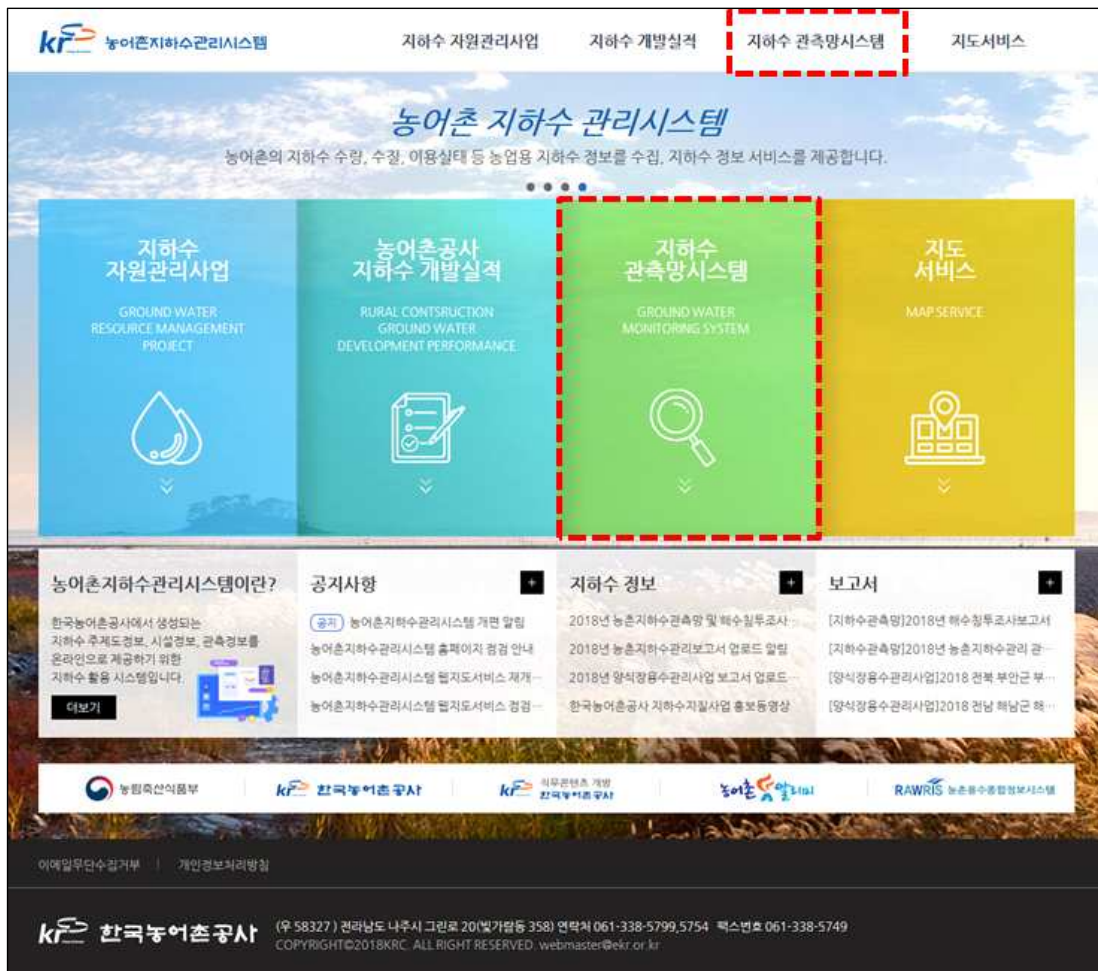 kr 농어촌지하수관리시스템
지하수 자원관리사업 지하수 개발실적 지하수 관측망시스템 지도서비스
농어촌 지하수 관리시스템
농어촌의 지하수 수량, 수질, 이용실태 등 농업용 지하수 정보를 수집, 지하수 정보 서비스를 제공합니다.
지하수
자원관리사업
GROUND WATER
RESOURCE MANAGEMENT
PROJECT
농어촌공사
지하수 개발실적
RURAL CONTSRUCTION
GROUND WATER
DEVELOPMENT PERFORMANCE
지하수
관측망시스템
GROUND WATER
MONITORING SYSTEM
지도
서비스
MAP SERVICE
농어촌지하수관리시스템이란?
한국농어촌공사에서 생성되는
지하수 주제도정보, 시설정보, 관측정보를
온라인으로 제공하기 위한
지하수 활용 시스템입니다.
더보기
공지사항 +
공지 농어촌지하수관리시스템 개편 알림
농어촌지하수관리시스템 홈페이지 점검 안내
농어촌지하수관리시스템 웹지도서비스 재개…
농어촌지하수관리시스템 웹지도서비스 점검…
지하수 정보 +
2018년 농촌지하수관측망 및 해수침투조사…
2018년 농촌지하수관리보고서 업로드 알림
2018년 양식장용수관리사업 보고서 업로드…
한국농어촌공사 지하수지질사업 홍보동영상
보고서 +
[지하수관측망]2018년 해수침투조사보고서
[지하수관측망]2018년 농촌지하수관리 관…
[양식장용수관리사업]2018 전북 부안군 부…
[양식장용수관리사업]2018 전남 해남군 해…
농림축산식품부
kr 한국농어촌공사
kr 직무콘텐츠 개발
한국농어촌공사
농어촌 알리미
RAWRIS 농촌용수종합정보시스템
이메일무단수집거부 | 개인정보처리방침
kr 한국농어촌공사
(우 58327 ) 전라남도 나주시 그린로 20(빛가람동 358) 연락처 061-338-5799,5754 팩스번호 061-338-5749
COPYRIGHT©2018KRC. ALL RIGHT RESERVED. webmaster@ekr.or.kr